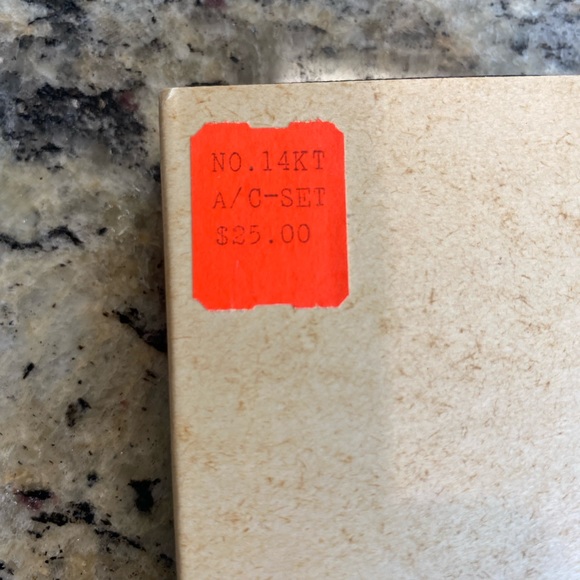 NO.14KT
A/C-SET
$25.00